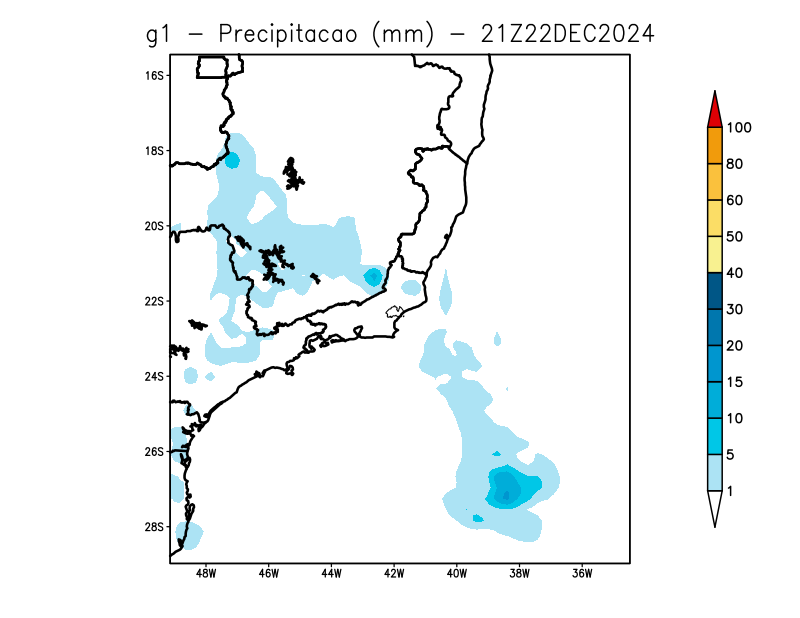 g1 – Precipitacao (mm) – 21Z22DEC2024
16S
18S
20S
22S
24S
26S
28S
48W 46W 44W 42W 40W 38W 36W
100
80
60
50
40
30
20
15
10
5
1